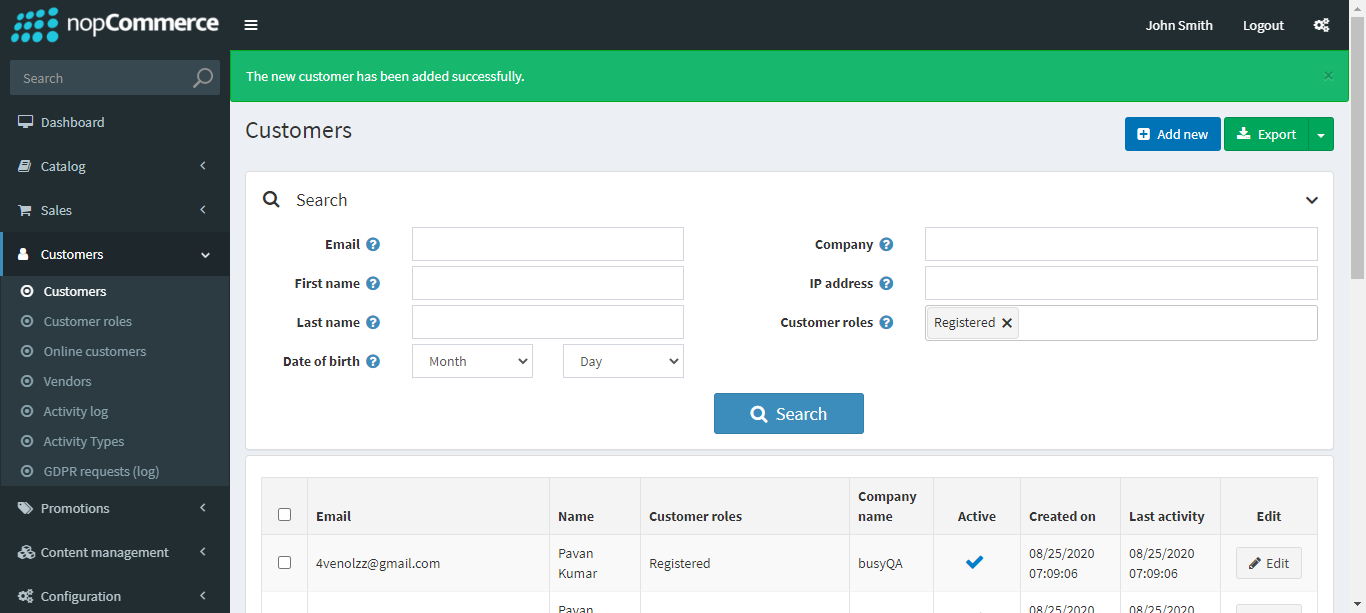 nopCommerce
John Smith
Logout
Search
The new customer has been added successfully.
×
Dashboard
Catalog
Sales
Customers
Customers
Customer roles
Online customers
Vendors
Activity log
Activity Types
GDPR requests (log)
Promotions
Content management
Configuration
Customers
Add new
Export
Search
Email ?
Company ?
First name ?
IP address ?
Last name ?
Customer roles ?
Registered ×
Date of birth ?
Month
Day
Search
Email
Name
Customer roles
Company
name
Active
Created on
Last activity
Edit
4venolzz@gmail.com
Pavan
Kumar
Registered
busyQA
08/25/2020
07:09:06
08/25/2020
07:09:06
Edit
Pavan
08/25/2020
08/25/2020